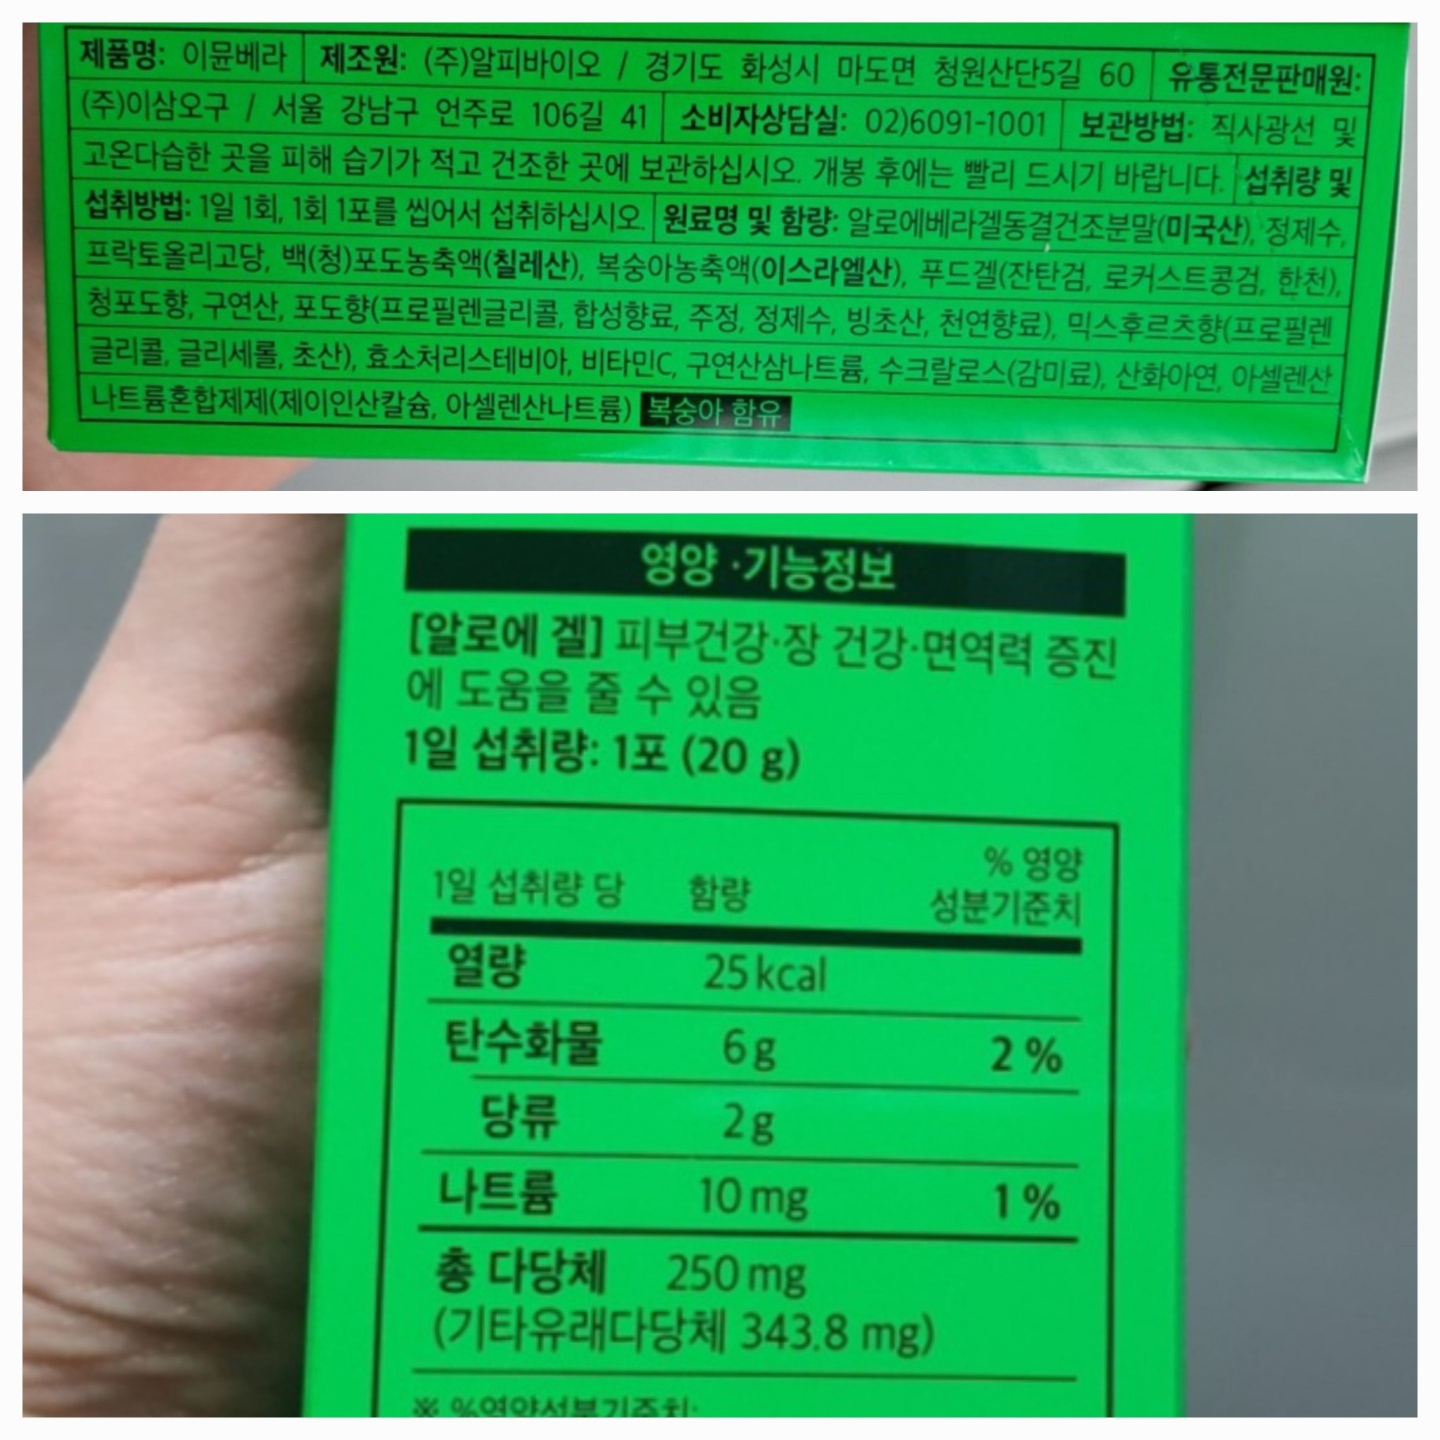 제품명: 이뮨베라 제조원: (주)알피바이오 / 경기도 화성시 마도면 청원산단5길 60 유통전문판매원:
(주)이삼오구 / 서울 강남구 언주로 106길 41 소비자상담실: 02)6091-1001 보관방법: 직사광선 및
고온다습한 곳을 피해 습기가 적고 건조한 곳에 보관하십시오. 개봉 후에는 빨리 드시기 바랍니다. 섭취량 및
섭취방법: 1일 1회, 1회 1포를 씹어서 섭취하십시오. 원료명 및 함량: 알로에베라겔동결건조분말(미국산), 정제수,
프락토올리고당, 백(청)포도농축액(칠레산), 복숭아농축액(이스라엘산), 푸드겔(잔탄검, 로커스트콩검, 한천),
청포도향, 구연산, 포도향(프로필렌글리콜, 합성향료, 주정, 정제수, 빙초산, 천연향료), 믹스후르츠향(프로필렌
글리콜, 글리세롤, 초산), 효소처리스테비아, 비타민C, 구연산삼나트륨, 수크랄로스(감미료), 산화아연, 아셀렌산
나트륨혼합제제(제이인산칼슘, 아셀렌산나트륨) 복숭아 함유
영양·기능정보
[알로에 겔] 피부건강·장 건강·면역력 증진
에 도움을 줄 수 있음
1일 섭취량: 1포 (20 g)
% 영양
1일 섭취량 당 함량 성분기준치
열량 25 kcal
탄수화물 6 g 2 %
당류 2 g
나트륨 10 mg 1 %
총 다당체 250 mg
(기타유래다당체 343.8 mg)
※ %영양성분기준치: